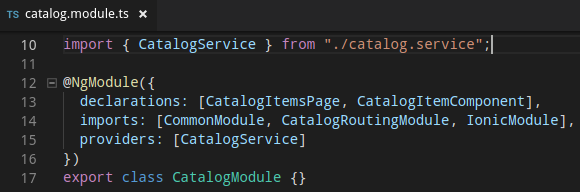 TS catalog.module.ts ×
10 import { CatalogService } from "./catalog.service";
11
12 @NgModule({
13 declarations: [CatalogItemsPage, CatalogItemComponent],
14 imports: [CommonModule, CatalogRoutingModule, IonicModule],
15 providers: [CatalogService]
16 })
17 export class CatalogModule {}